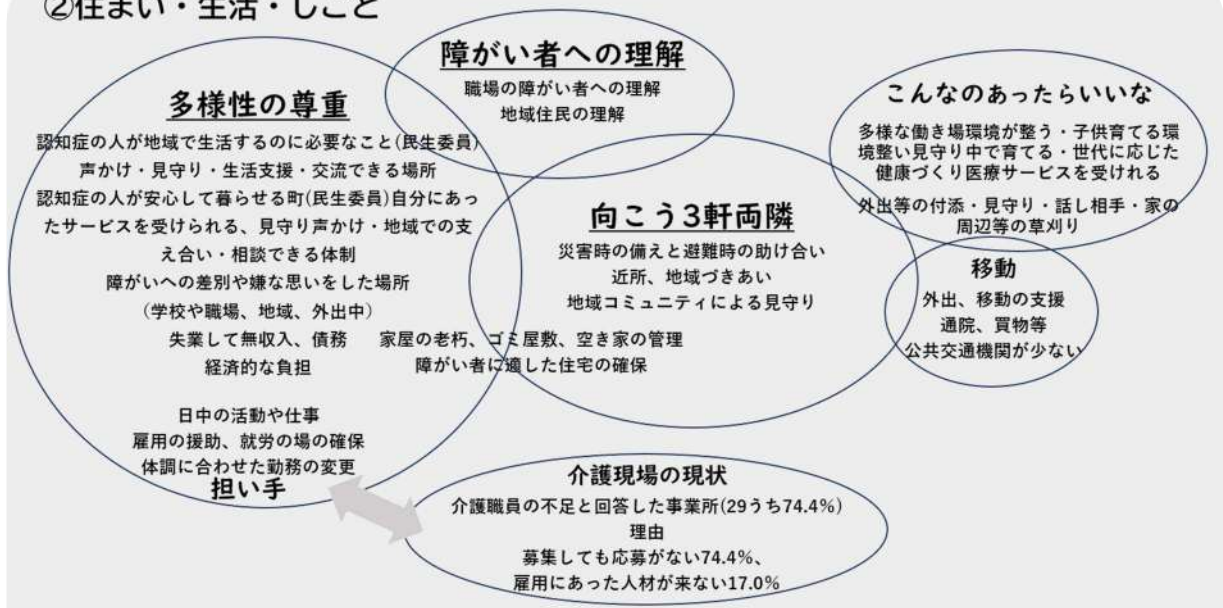 ②住まい・生活・しごと
障がい者への理解
職場の障がい者への理解
地域住民の理解
多様性の尊重
認知症の人が地域で生活するのに必要なこと(民生委員)
声かけ・見守り・生活支援・交流できる場所
認知症の人が安心して暮らせる町(民生委員)自分にあっ
たサービスを受けられる、見守り声かけ・地域での支
え合い・相談できる体制
障がいへの差別や嫌な思いをした場所
（学校や職場、地域、外出中）
失業して無収入、債務
経済的な負担
日中の活動や仕事
雇用の援助、就労の場の確保
体調に合わせた勤務の変更
担い手
向こう3軒両隣
災害時の備えと避難時の助け合い
近所、地域づきあい
地域コミュニティによる見守り
家屋の老朽、ゴミ屋敷、空き家の管理
障がい者に適した住宅の確保
こんなのあったらいいな
多様な働き場環境が整う・子供育てる環
境整い見守り中で育てる・世代に応じた
健康づくり医療サービスを受けれる
外出等の付添・見守り・話し相手・家の
周辺等の草刈り
移動
外出、移動の支援
通院、買物等
公共交通機関が少ない
介護現場の現状
介護職員の不足と回答した事業所(29うち74.4%)
理由
募集しても応募がない74.4%、
雇用にあった人材が来ない17.0%